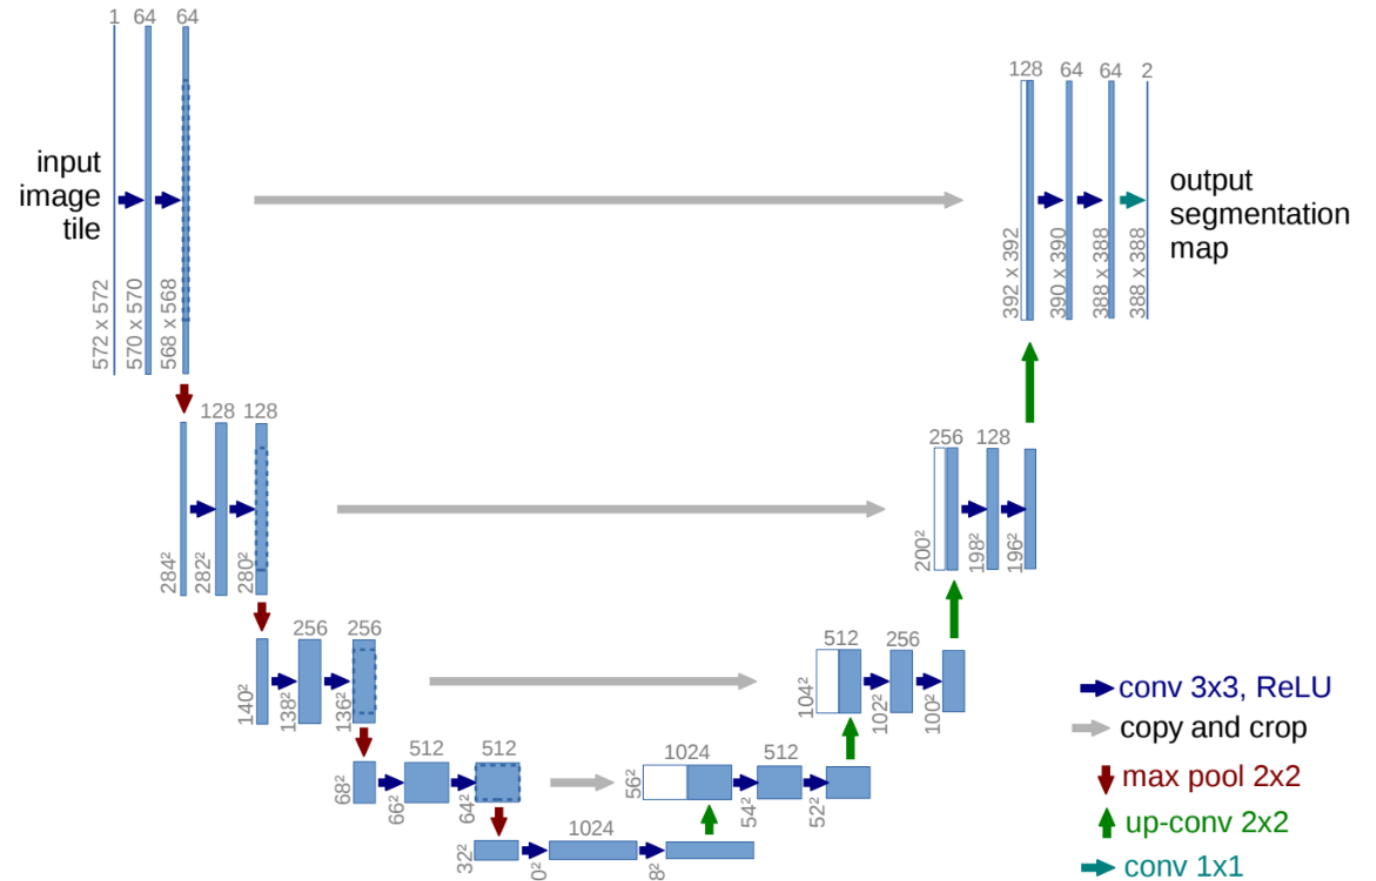 1 64 64
128 64 64 2
input
image
tile
output
segmentation
map
572 x 572
570 x 570
568 x 568
392 x 392
390 x 390
388 x 388
388 x 388
128 128
256 128
284²
282²
280²
200²
198²
196²
256 256
512 256
140²
138²
136²
104²
102²
100²
512 512
1024 512
68²
66²
64²
56²
54²
52²
1024
32²
0²
8²
conv 3x3, ReLU
copy and crop
max pool 2x2
up-conv 2x2
conv 1x1